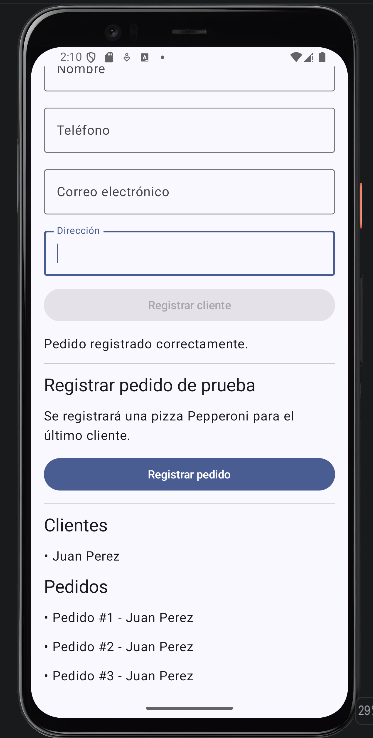 2:10
Nombre
Teléfono
Correo electrónico
Dirección
Registrar cliente
Pedido registrado correctamente.
Registrar pedido de prueba
Se registrará una pizza Pepperoni para el
último cliente.
Registrar pedido
Clientes
• Juan Perez
Pedidos
• Pedido #1 - Juan Perez
• Pedido #2 - Juan Perez
• Pedido #3 - Juan Perez